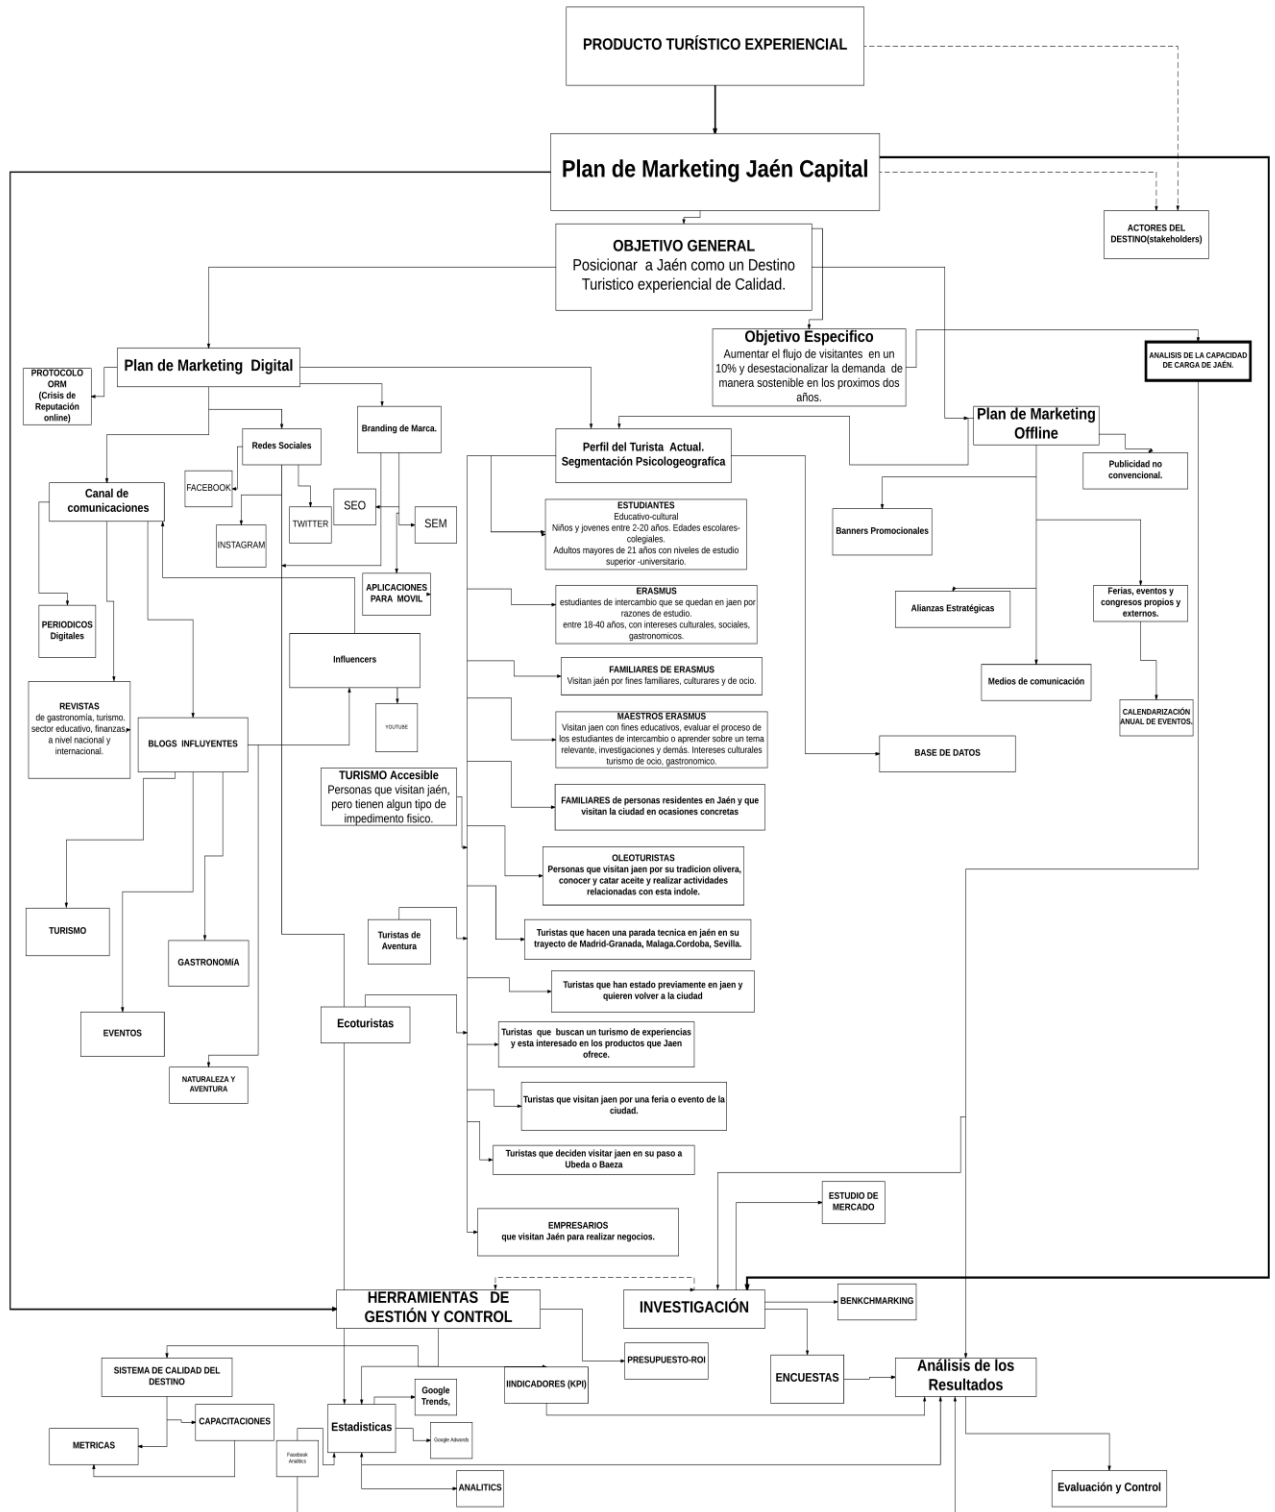 PRODUCTO TURÍSTICO EXPERIENCIAL
Plan de Marketing Jaén Capital
ACTORES DEL
DESTINO(stakeholders)
OBJETIVO GENERAL
Posicionar a Jaén como un Destino
Turistico experiencial de Calidad.
Objetivo Especifico
Aumentar el flujo de visitantes en un
10% y desestacionalizar la demanda de
manera sostenible en los proximos dos
años.
ANALISIS DE LA CAPACIDAD
DE CARGA DE JAÉN.
Plan de Marketing Digital
PROTOCOLO
ORM
(Crisis de
Reputación
online)
Branding de Marca.
Redes Sociales
Perfil del Turista Actual.
Segmentación Psicologeografíca
Plan de Marketing
Offline
Publicidad no
convencional.
FACEBOOK
Canal de
comunicaciones
INSTAGRAM
TWITTER
SEO
SEM
ESTUDIANTES
Educativo-cultural
Niños y jovenes entre 2-20 años. Edades escolares-
colegiales.
Adultos mayores de 21 años con niveles de estudio
superior -universitario.
Banners Promocionales
APLICACIONES
PARA MOVIL
ERASMUS
estudiantes de intercambio que se quedan en jaen por
razones de estudio.
entre 18-40 años, con intereses culturales, sociales,
gastronomicos.
Alianzas Estratégicas
Ferias, eventos y
congresos propios y
externos.
PERIODICOS
Digitales
Influencers
FAMILIARES DE ERASMUS
Visitan jaén por fines familiares, culturares y de ocio.
Medios de comunicación
REVISTAS
de gastronomía, turismo.
sector educativo, finanzas,
a nivel nacional y
internacional.
BLOGS INFLUYENTES
YOUTUBE
MAESTROS ERASMUS
Visitan jaen con fines educativos, evaluar el proceso de
los estudiantes de intercambio or aprender sobre un tema
relevante, investigaciones y demás. Intereses culturales
turismo de ocio, gastronomico.
CALENDARIZACIÓN
ANUAL DE EVENTOS.
BASE DE DATOS
TURISMO Accesible
Personas que visitan jaén,
pero tienen algun tipo de
impedimento fisico.
FAMILIARES de personas residentes en Jaén y que
visitan la ciudad en ocasiones concretas
OLEOTURISTAS
Personas que visitan jaen por su tradicion olivera,
conocer y catar aceite y realizar actividades
relacionadas con esta indole.
TURISMO
GASTRONOMíA
Turistas de
Aventura
Turistas que hacen una parada tecnica en jaén en su
trayecto de Madrid-Granada, Malaga.Cordoba, Sevilla.
Turistas que han estado previamente en jaen y
quieren volver a la ciudad
EVENTOS
Ecoturistas
Turistas que buscan un turismo de experiencias
y esta interesado en los productos que Jaen
ofrece.
NATURALEZA Y
AVENTURA
Turistas que visitan jaen por una feria o evento de la
ciudad.
Turistas que deciden visitar jaen en su paso a
Ubeda o Baeza
ESTUDIO DE
MERCADO
EMPRESARIOS
que visitan Jaén para realizar negocios.
HERRAMIENTAS DE
GESTIÓN Y CONTROL
INVESTIGACIÓN
BENKCHMARKING
SISTEMA DE CALIDAD DEL
DESTINO
PRESUPUESTO-ROI
IINDICADORES (KPI)
ENCUESTAS
Análisis de los
Resultados
Google
Trends,
CAPACITACIONES
Estadisticas
METRICAS
Facebook
Analitics
Google Adwords
ANALITICS
Evaluación y Control